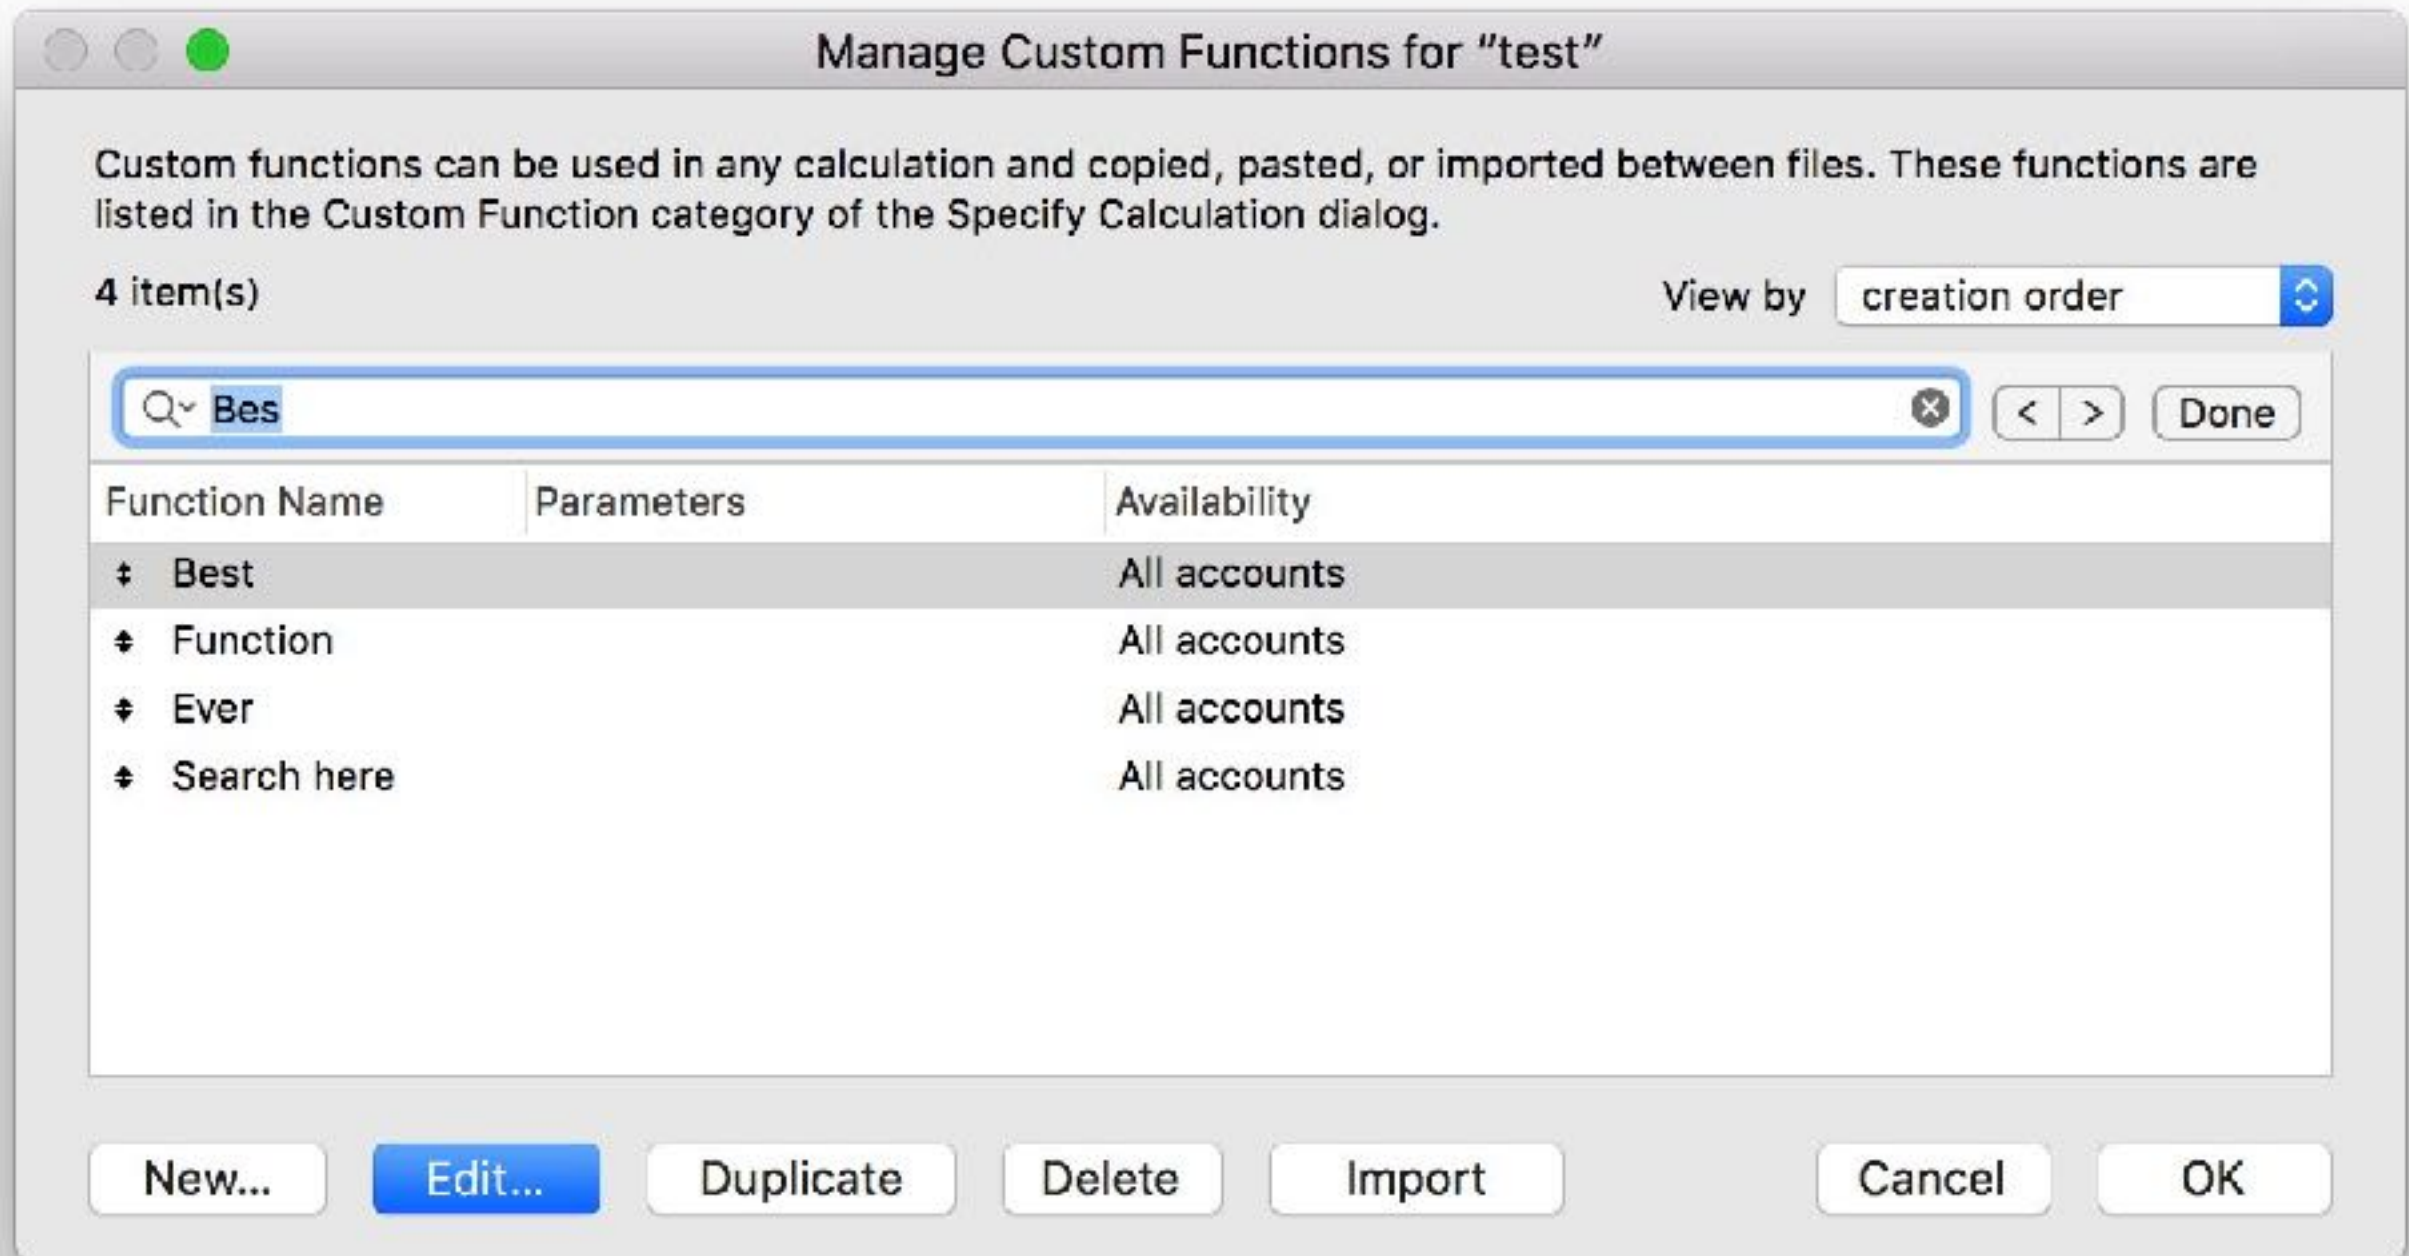 Manage Custom Functions for “test”
Custom functions can be used in any calculation and copied, pasted, or imported between files. These functions are
listed in the Custom Function category of the Specify Calculation dialog.
4 item(s)
View by creation order
Bes
< > Done
Function Name Parameters Availability
Best All accounts
Function All accounts
Ever All accounts
Search here All accounts
New... Edit... Duplicate Delete Import Cancel OK